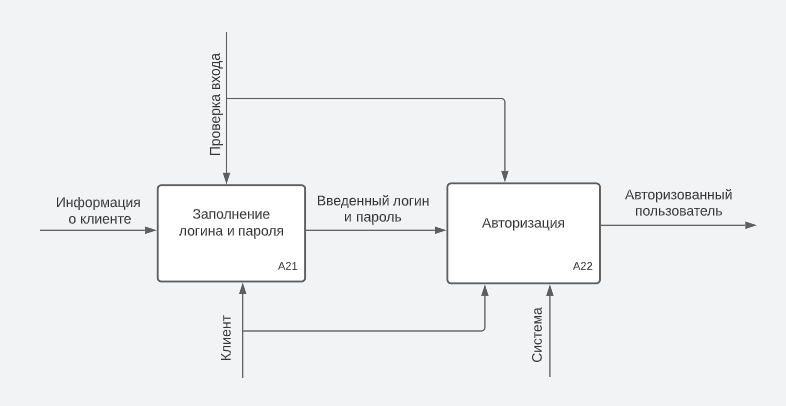 Проверка входа
Информация
о клиенте
Заполнение
логина и пароля
A21
Введенный логин
и пароль
Авторизация
A22
Авторизованный
пользователь
Клиент
Система